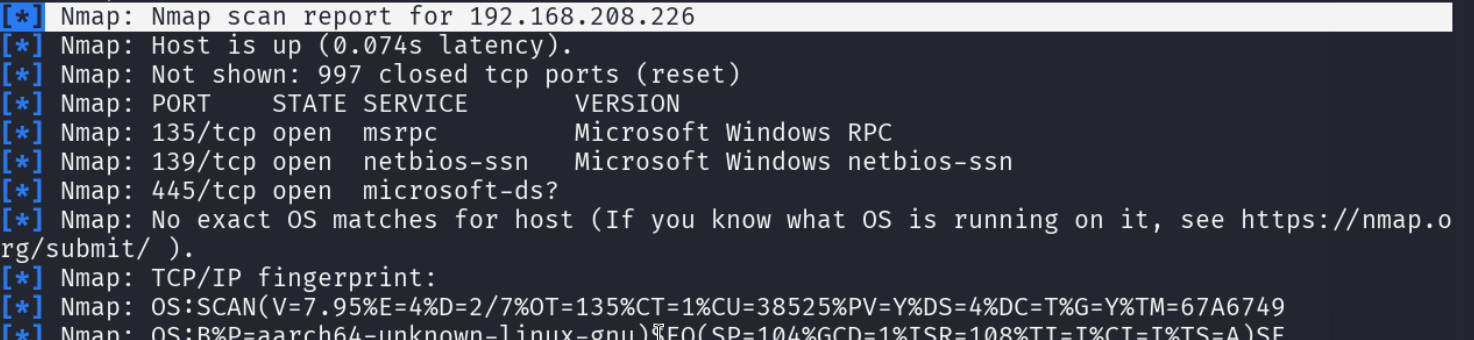 [*] Nmap: Nmap scan report for 192.168.208.226
[*] Nmap: Host is up (0.074s latency).
[*] Nmap: Not shown: 997 closed tcp ports (reset)
[*] Nmap: PORT    STATE SERVICE       VERSION
[*] Nmap: 135/tcp open  msrpc         Microsoft Windows RPC
[*] Nmap: 139/tcp open  netbios-ssn   Microsoft Windows netbios-ssn
[*] Nmap: 445/tcp open  microsoft-ds?
[*] Nmap: No exact OS matches for host (If you know what OS is running on it, see https://nmap.o
rg/submit/ ).
[*] Nmap: TCP/IP fingerprint:
[*] Nmap: OS:SCAN(V=7.95%E=4%D=2/7%OT=135%CT=1%CU=38525%PV=Y%DS=4%DC=T%G=Y%TM=67A6749
[*] Nmap: OS:B%P=aarch64-unknown-linux-gnu)SEQ(SP=104%GCD=1%ISR=108%TI=I%CI=I%TS=A)SE